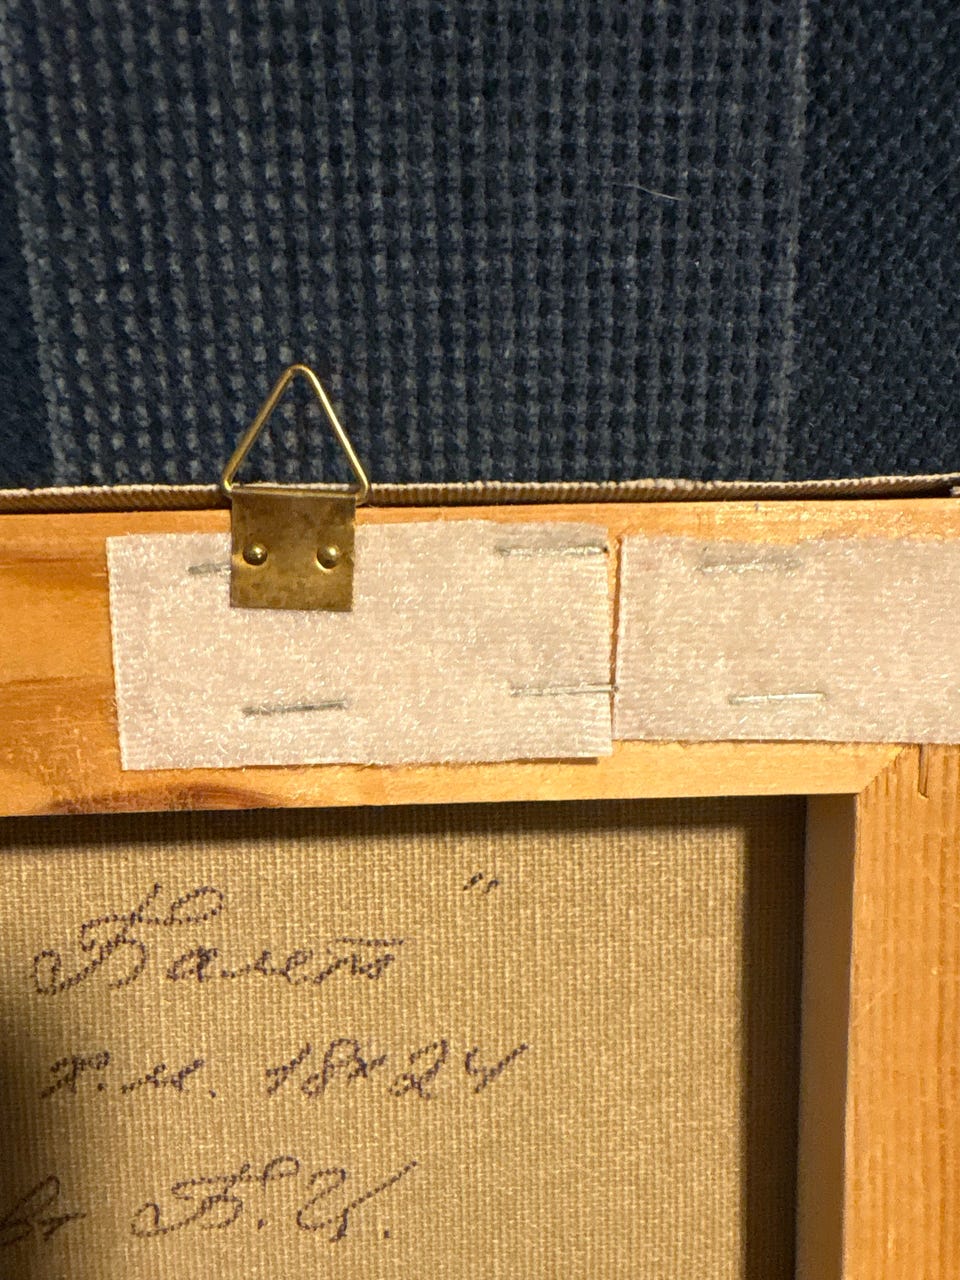 Балет"
х.м. 18х24
в Б.И.